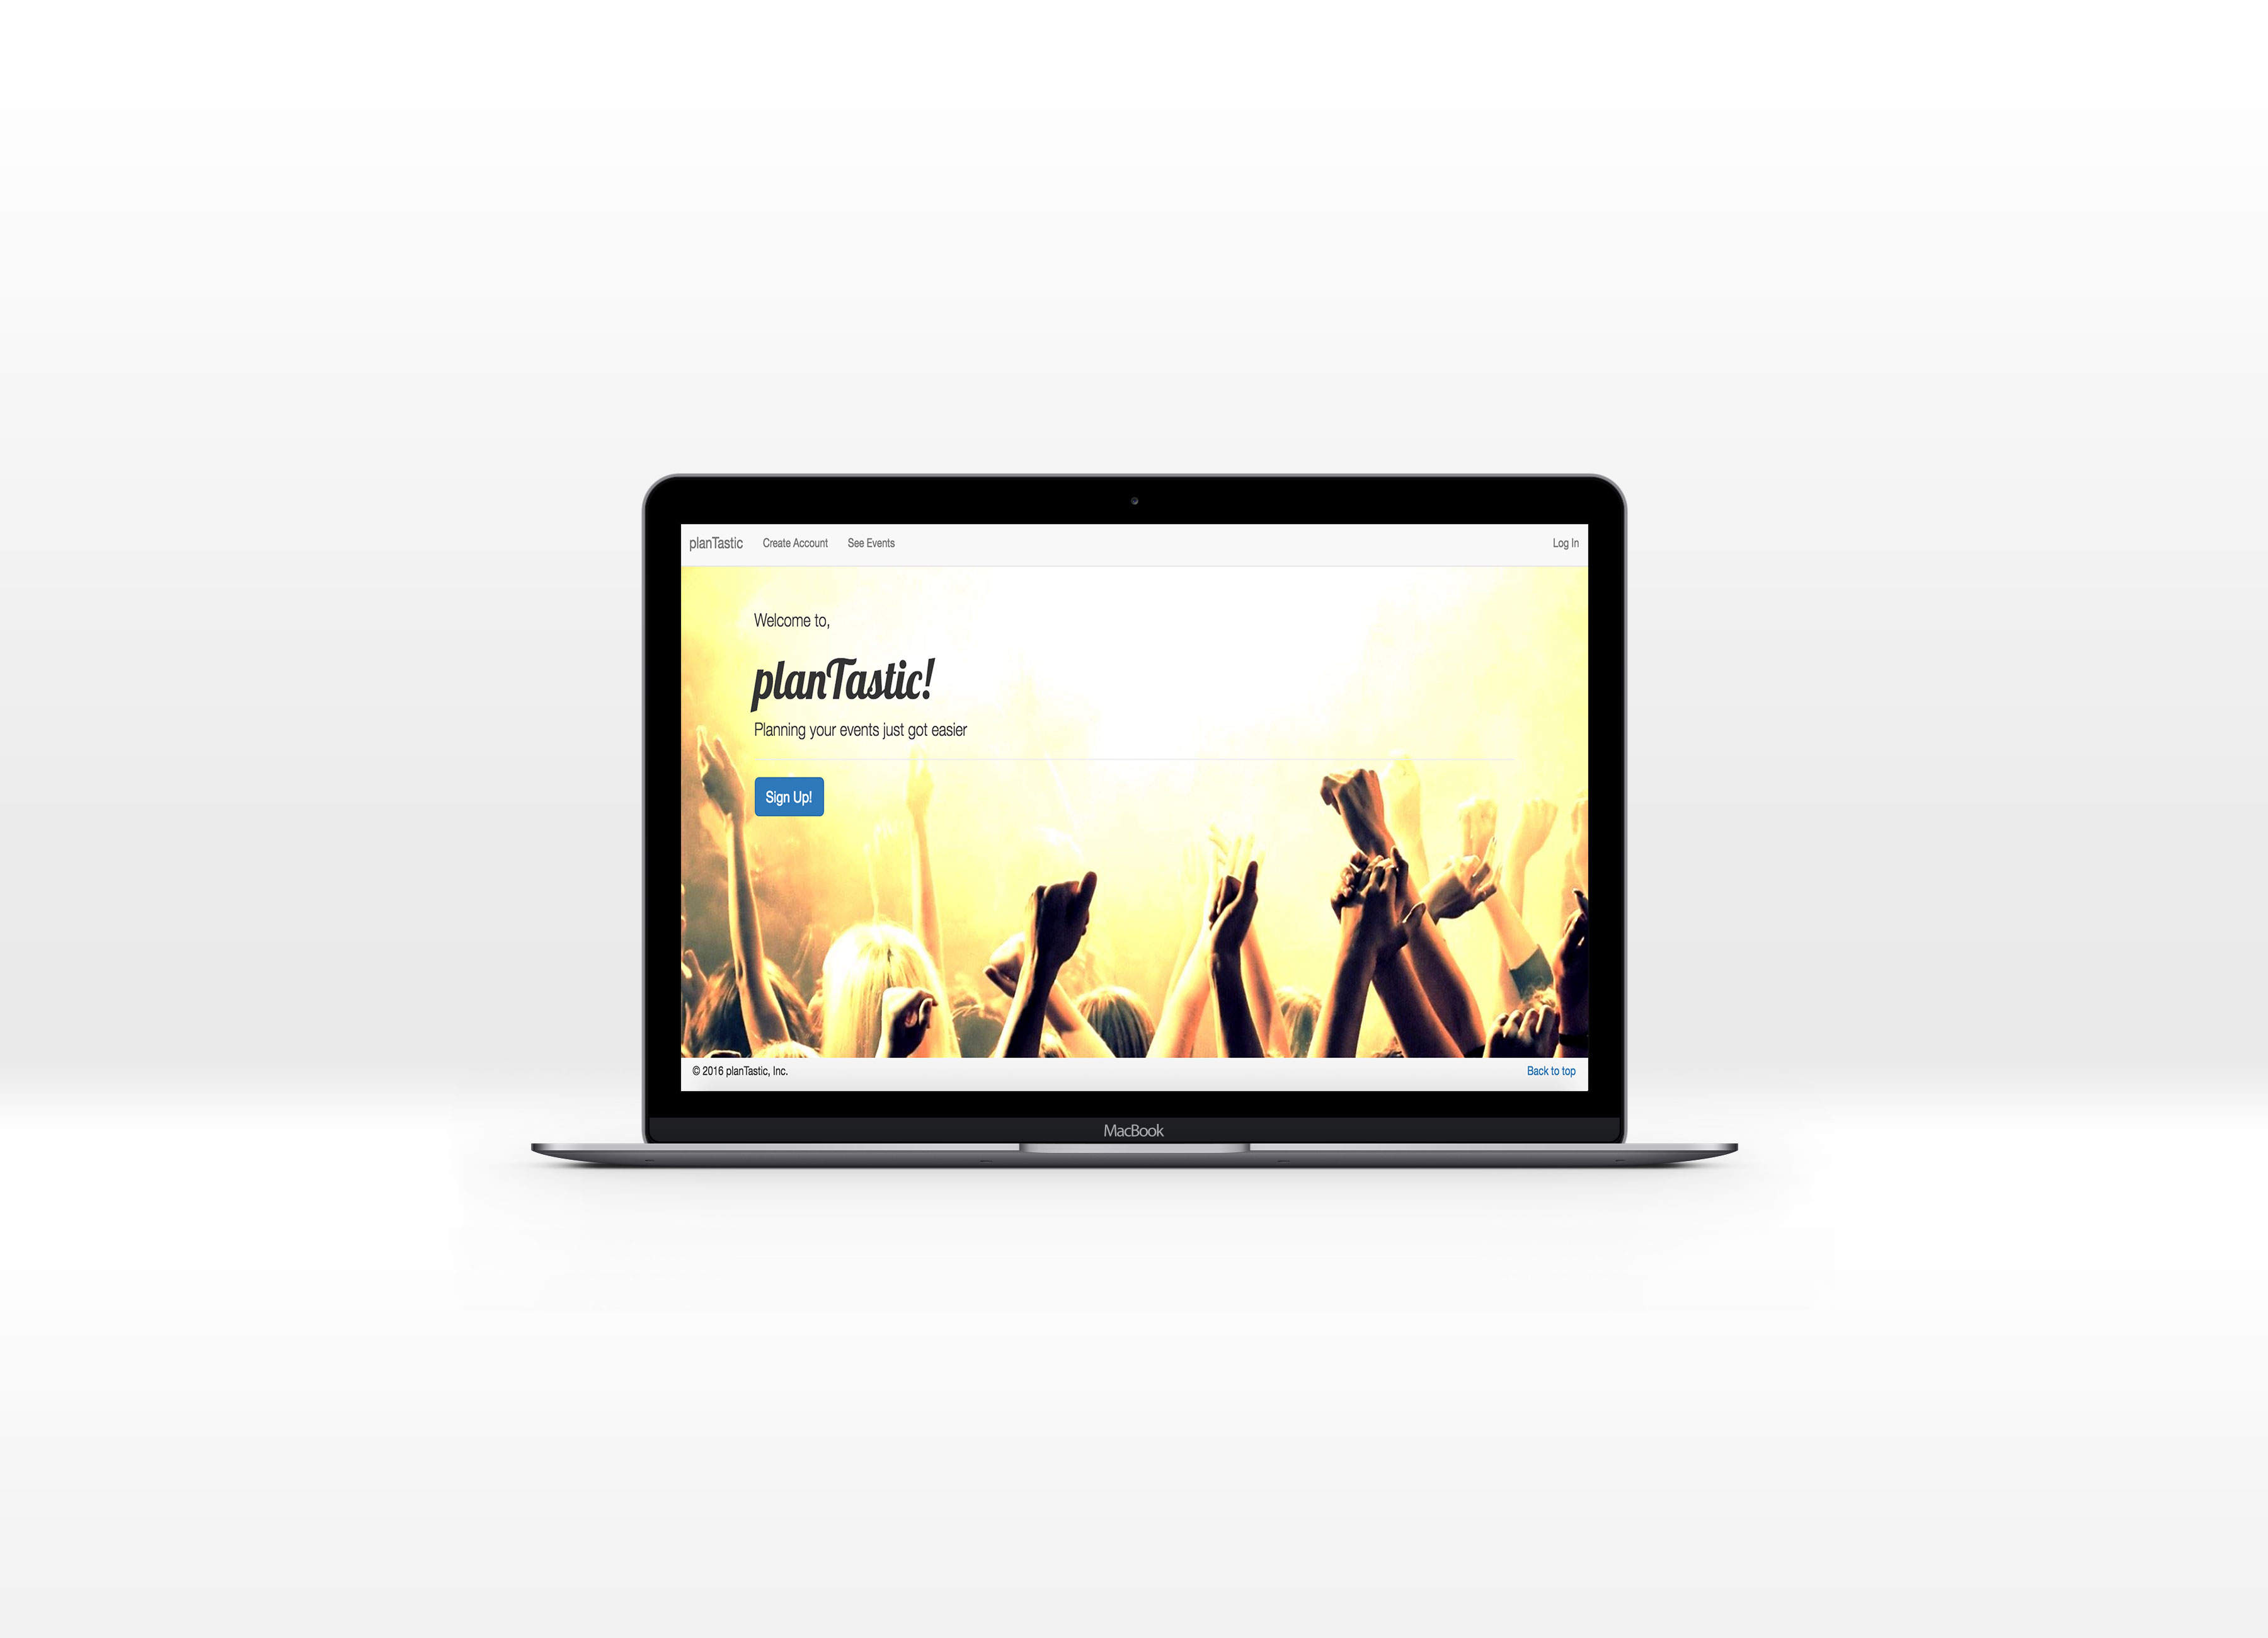 planTastic Create Account See Events Log In
Welcome to,
planTastic!
Planning your events just got easier
Sign Up!
© 2016 planTastic, Inc. Back to top
MacBook